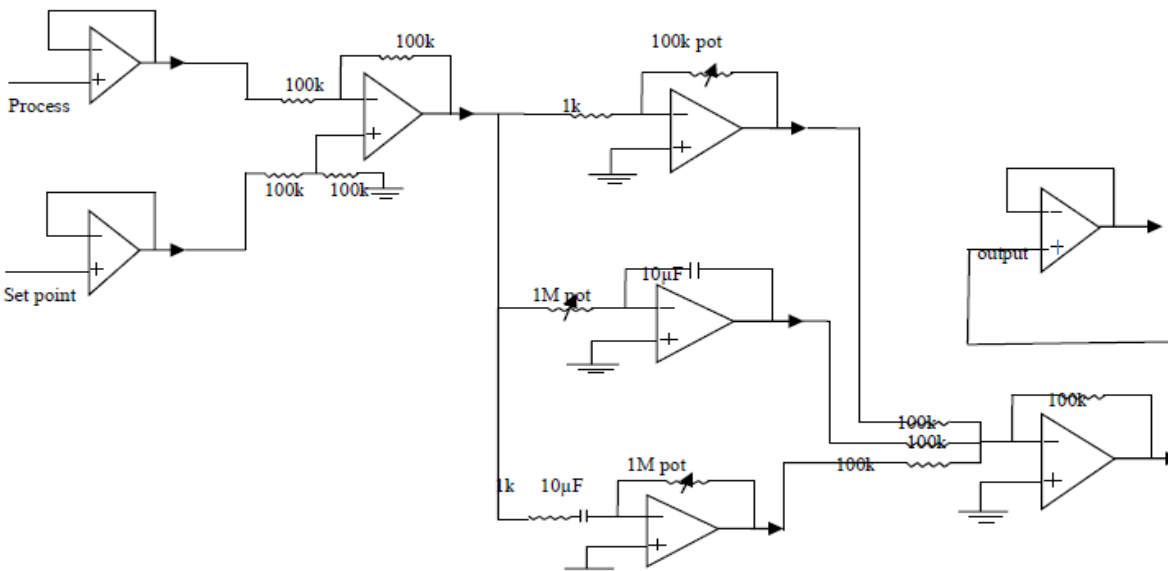 Process
100k
100k
100k
100k
Set point
1k
100k pot
1M pot
10µF
1k
10µF
1M pot
100k
100k
100k
100k
output